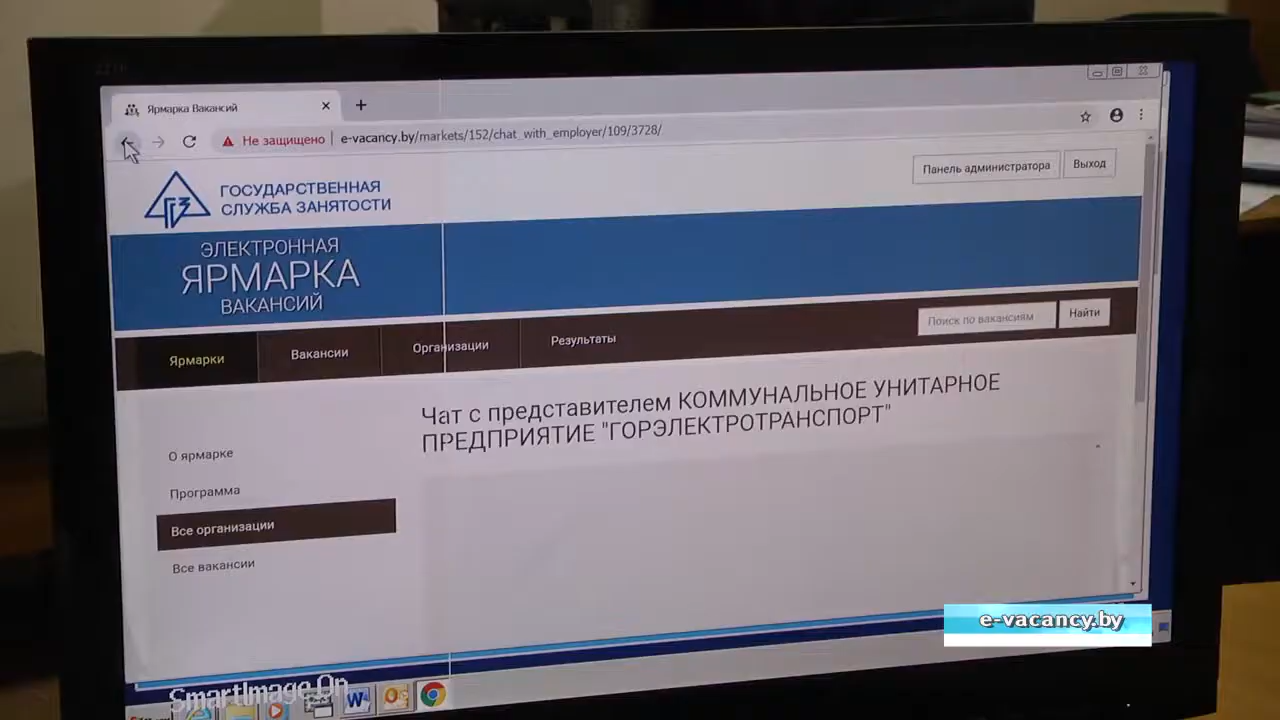 Ярмарка Вакансий
Не защищено
e-vacancy.by/markets/152/chat_with_employer/109/3728/
Панель администратора
Выход
ГОСУДАРСТВЕННАЯ
СЛУЖБА ЗАНЯТОСТИ
ЭЛЕКТРОННАЯ
ЯРМАРКА
ВАКАНСИЙ
Ярмарки
Вакансии
Организации
Результаты
Поиск по вакансиям
Найти
Чат с представителем КОММУНАЛЬНОЕ УНИТАРНОЕ
ПРЕДПРИЯТИЕ "ГОРЭЛЕКТРОТРАНСПОРТ"
О ярмарке
Программа
Все организации
Все вакансии
e-vacancy.by
SmartImage On